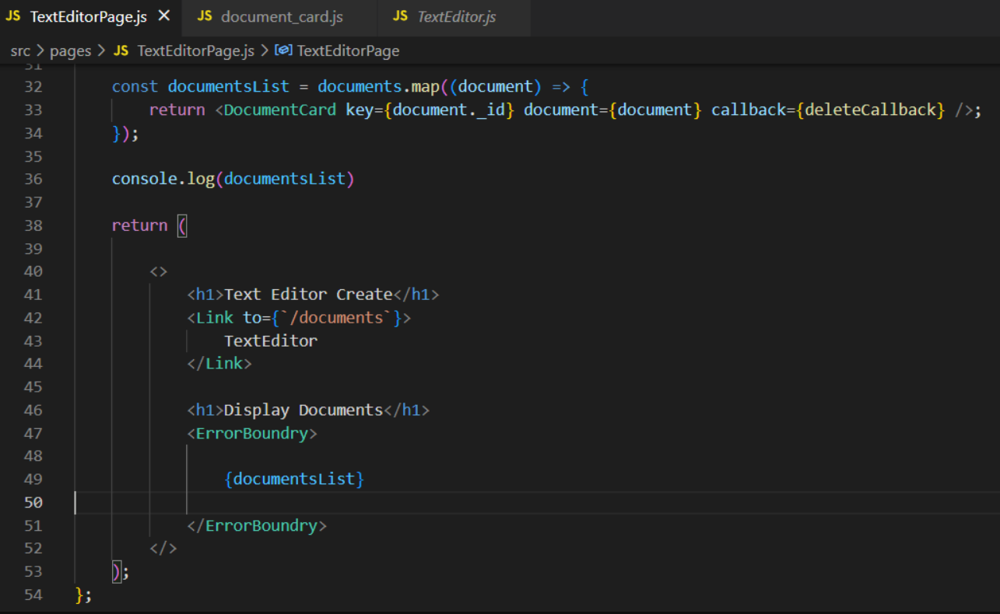 JS TextEditorPage.js × JS document_card.js JS TextEditor.js
src > pages > JS TextEditorPage.js > TextEditorPage
31
32 const documentsList = documents.map((document) => {
33 return <DocumentCard key={document._id} document={document} callback={deleteCallback} />;
34 });
35
36 console.log(documentsList)
37
38 return (
39
40 <>
41 <h1>Text Editor Create</h1>
42 <Link to={`/documents`}>
43 TextEditor
44 </Link>
45
46 <h1>Display Documents</h1>
47 <ErrorBoundry>
48
49 {documentsList}
50
51 </ErrorBoundry>
52 </>
53 );
54 };